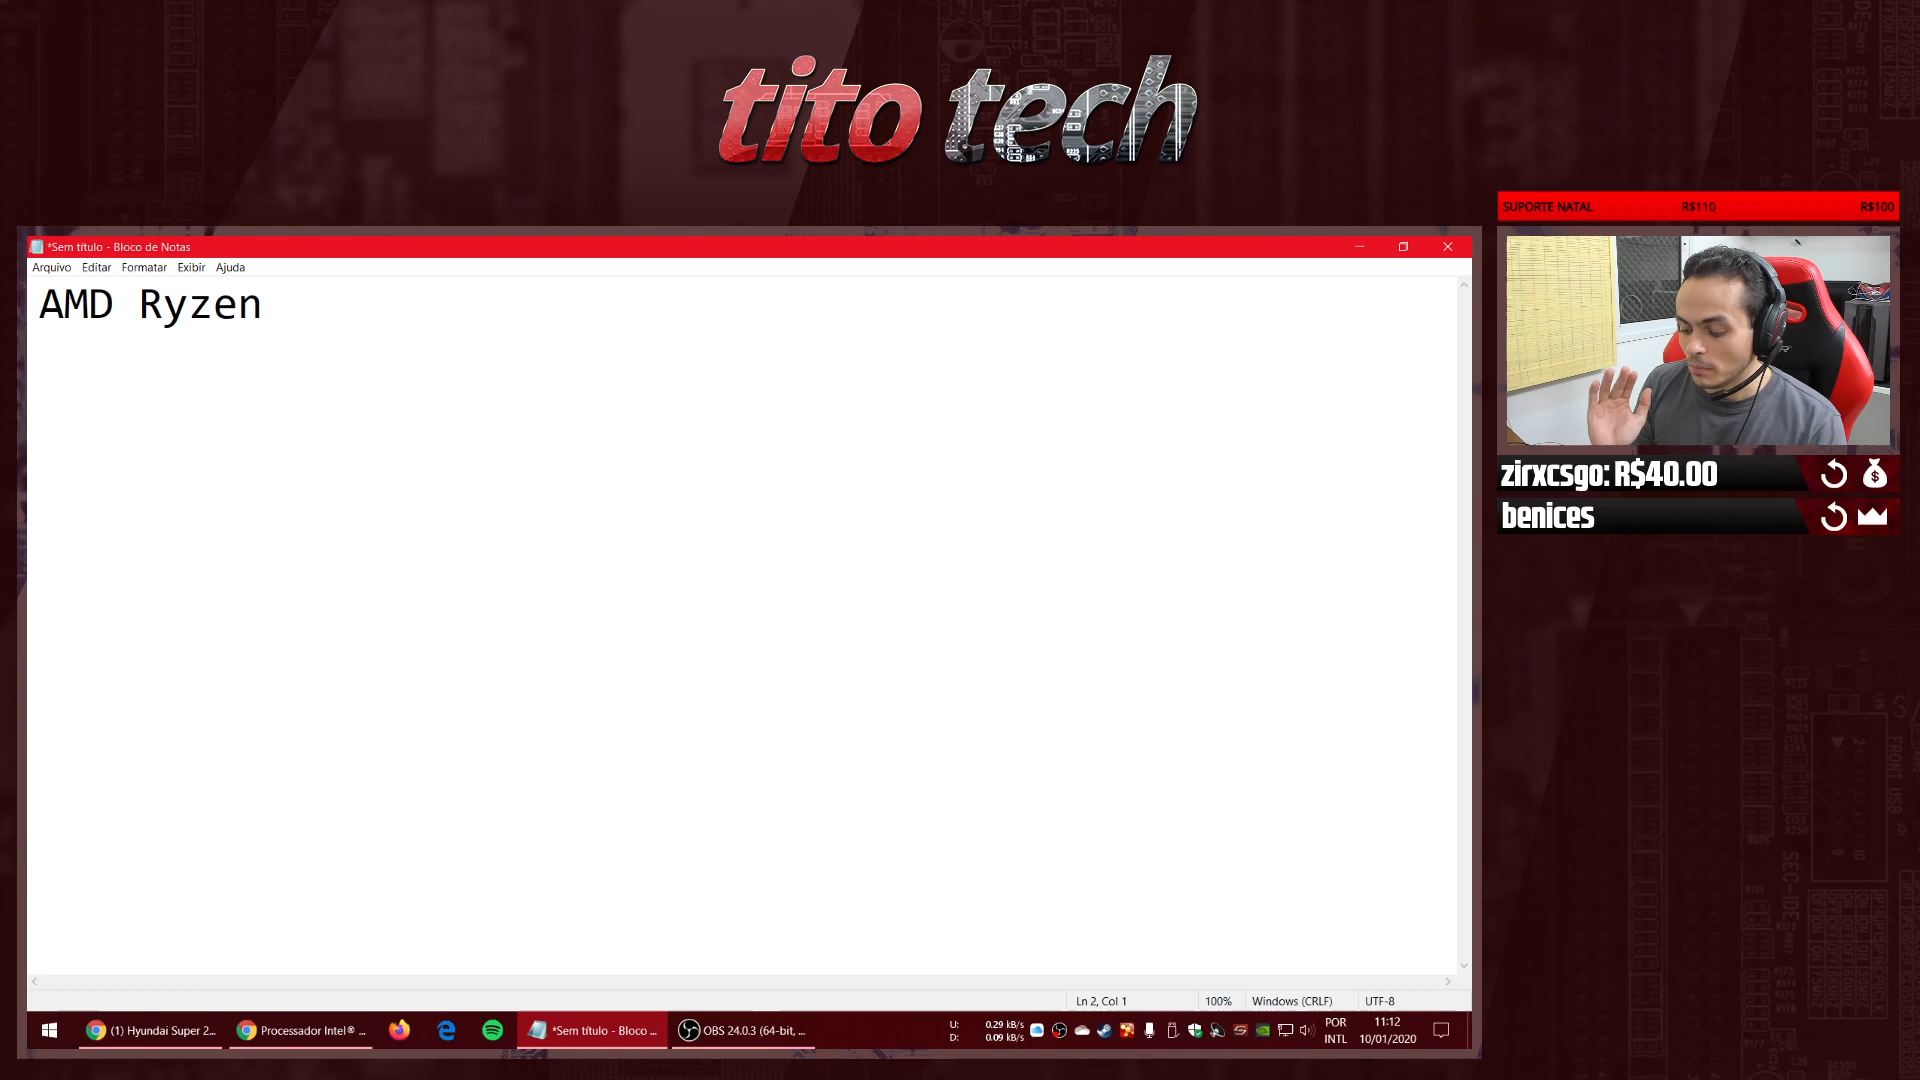 tito tech
SUPORTE NATAL R$110 R$100
*Sem título - Bloco de Notas
Arquivo Editar Formatar Exibir Ajuda
AMD Ryzen
zirxcsgo: R$40.00
benices
Ln 2, Col 1 100% Windows (CRLF) UTF-8
(1) Hyundai Super 2...
Processador Intel® ...
*Sem título - Bloco ...
OBS 24.0.3 (64-bit, ...
U: 0.29 kB/s
D: 0.09 kB/s
POR
INTL
11:12
10/01/2020